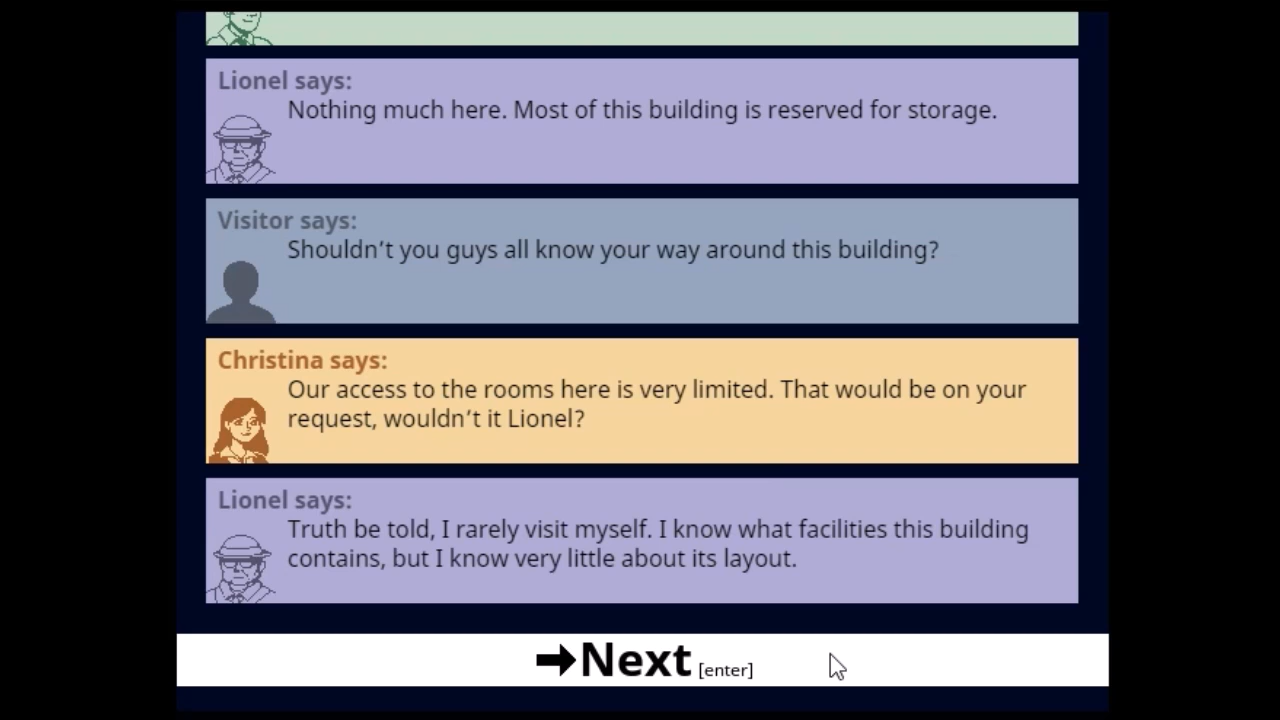 Lionel says:
Nothing much here. Most of this building is reserved for storage.
Visitor says:
Shouldn't you guys all know your way around this building?
Christina says:
Our access to the rooms here is very limited. That would be on your
request, wouldn't it Lionel?
Lionel says:
Truth be told, I rarely visit myself. I know what facilities this building
contains, but I know very little about its layout.
➡Next [enter]